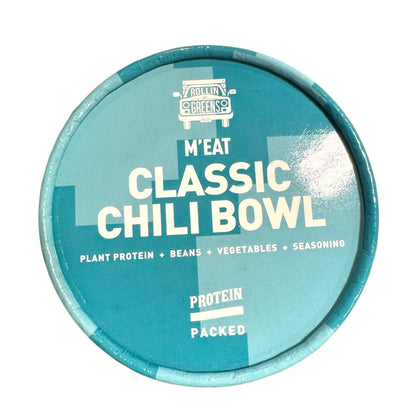 ROLLIN
GREENS
M'EAT
CLASSIC
CHILI BOWL
PLANT PROTEIN + BEANS + VEGETABLES + SEASONING
PROTEIN
PACKED